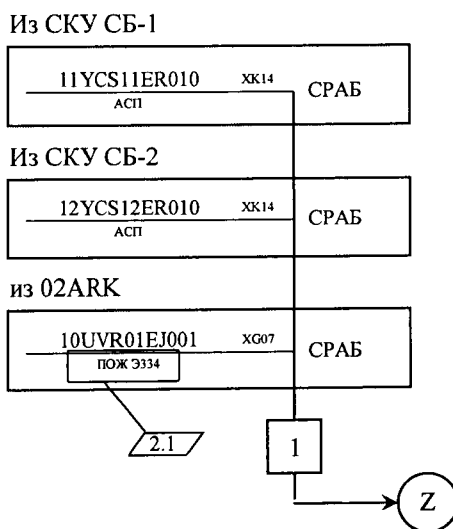 Из СКУ СБ-1
11YCS11ER010 XK14 СРАБ
АСП
Из СКУ СБ-2
12YCS12ER010 XK14 СРАБ
АСП
из 02ARK
10UVR01EJ001 XG07 СРАБ
ПОЖ Э334
2.1
1
Z